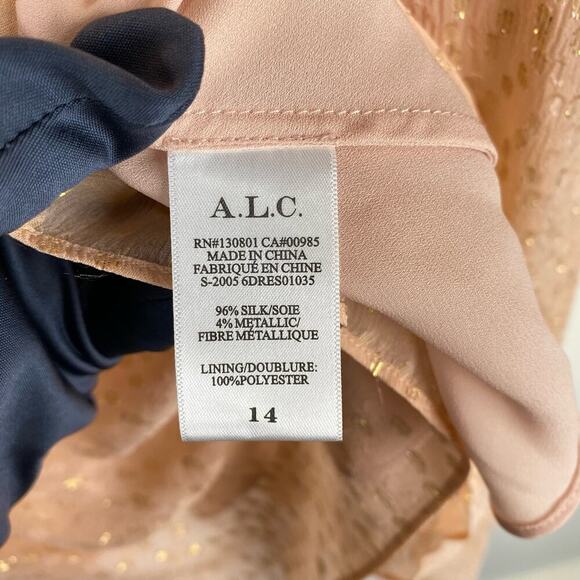 A.L.C.
RN#130801 CA#00985
MADE IN CHINA
FABRIQUÉ EN CHINE
S-2005 6DRES01035
96% SILK/SOIE
4% METALLIC/
FIBRE MÉTALLIQUE
LINING/DOUBLURE:
100%POLYESTER
14